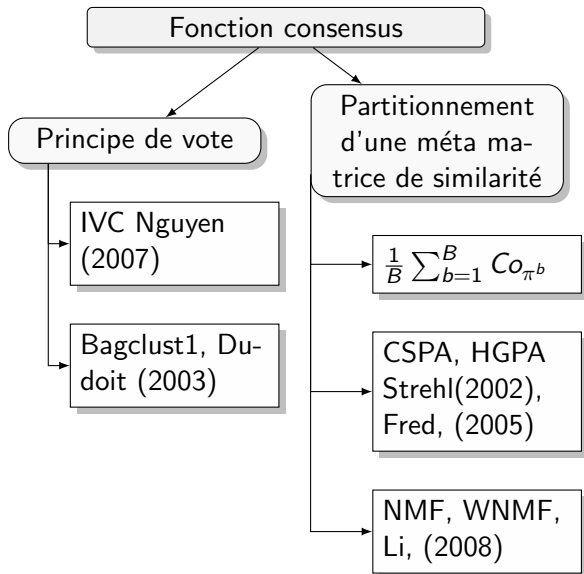 Fonction consensus
Principe de vote
IVC Nguyen
(2007)
Bagclust1, Du-
doit (2003)
Partitionnement
d'une méta ma-
trice de similarité
$\frac{1}{B} \sum_{b=1}^{B} Co_{\pi^b}$
CSPA, HGPA
Strehl(2002),
Fred, (2005)
NMF, WNMF,
Li, (2008)